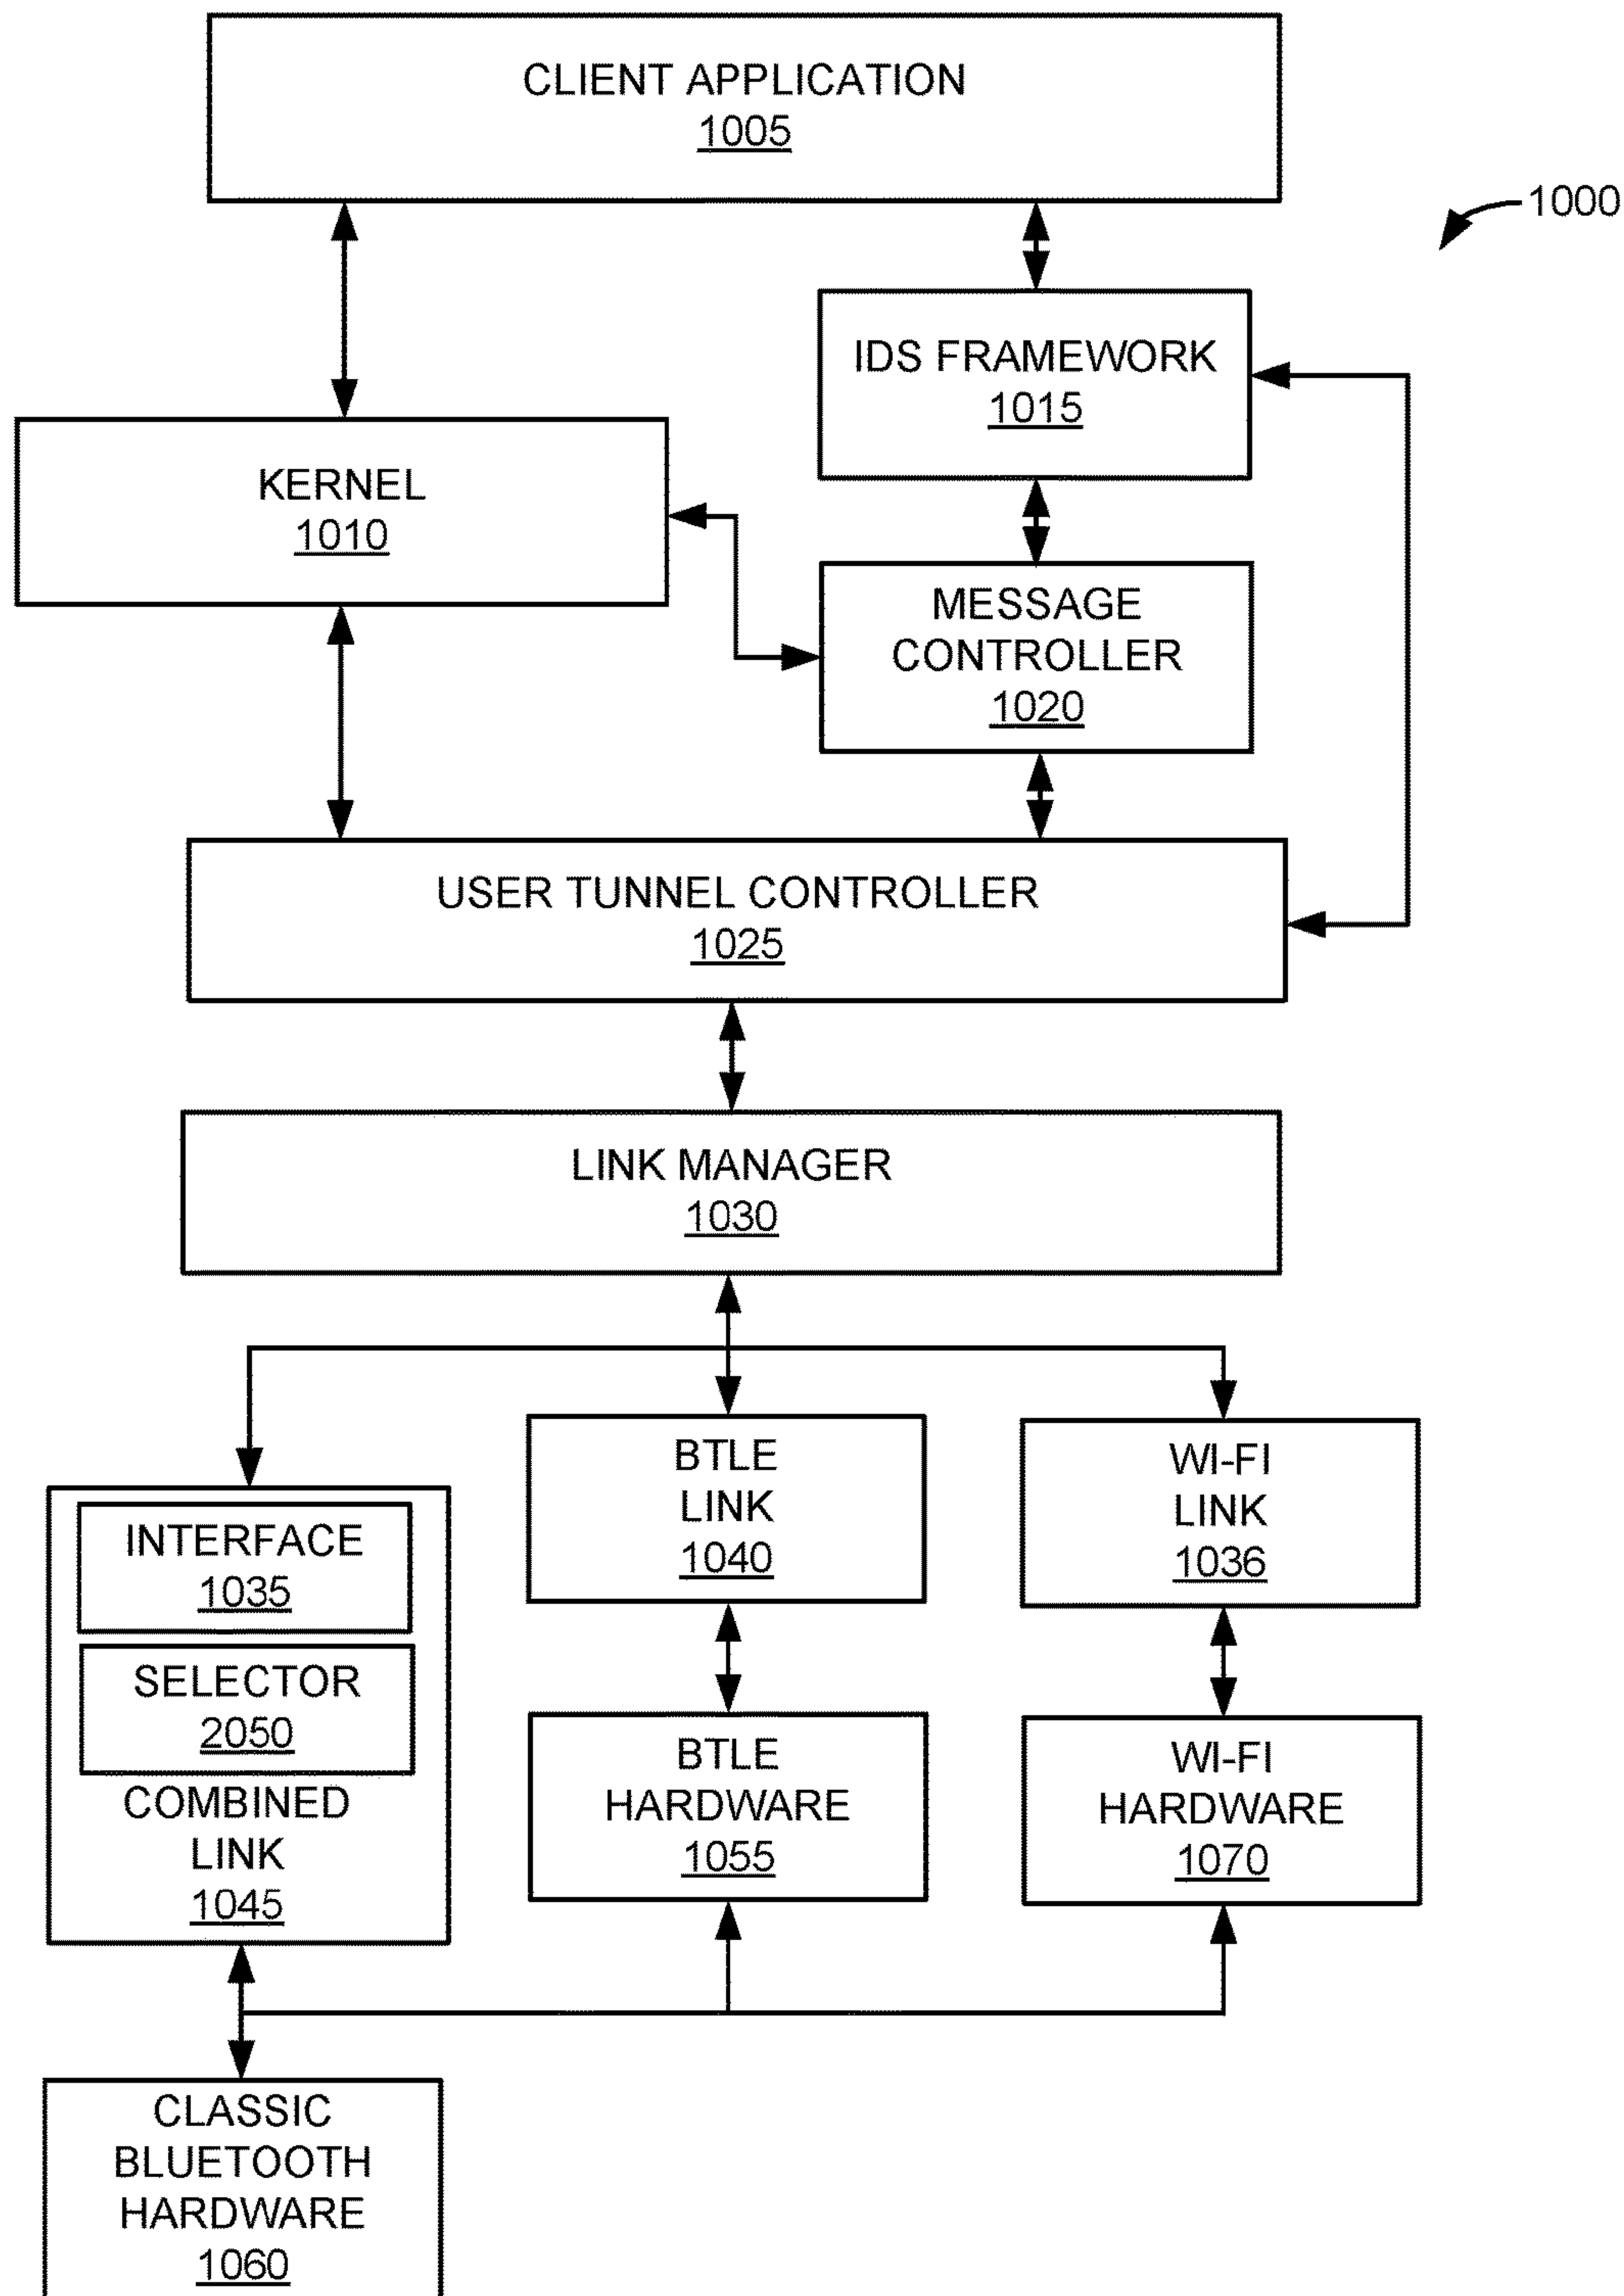 CLIENT APPLICATION
1005
1000
IDS FRAMEWORK
1015
KERNEL
1010
MESSAGE
CONTROLLER
1020
USER TUNNEL CONTROLLER
1025
LINK MANAGER
1030
INTERFACE
1035
SELECTOR
2050
COMBINED
LINK
1045
BTLE
LINK
1040
WI-FI
LINK
1036
BTLE
HARDWARE
1055
WI-FI
HARDWARE
1070
CLASSIC
BLUETOOTH
HARDWARE
1060